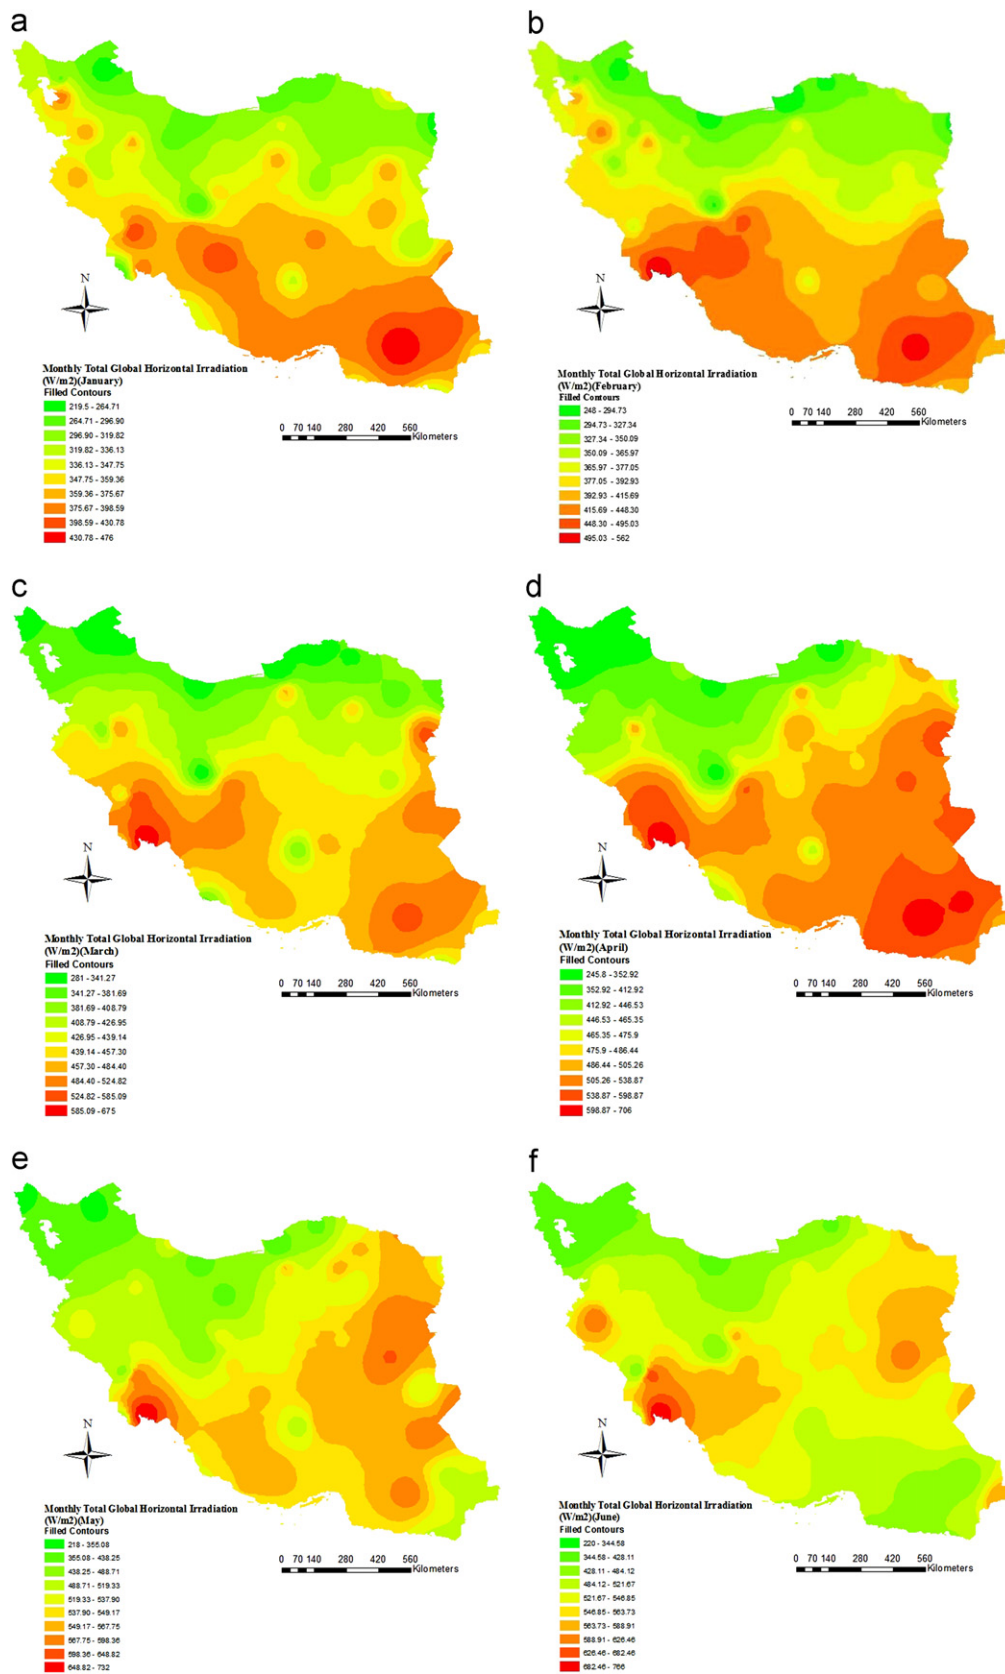 a
b
N
N
Monthly Total Global Horizontal Irradiation
(W/m2)(January)
Filled Contours
219.5 - 264.71
264.71 - 296.90
296.90 - 319.82
319.82 - 336.13
336.13 - 347.75
347.75 - 359.36
359.36 - 375.67
375.67 - 398.59
398.59 - 430.78
430.78 - 476
0 70 140 280 420 560
Kilometers
Monthly Total Global Horizontal Irradiation
(W/m2)(February)
Filled Contours
248 - 294.73
294.73 - 327.34
327.34 - 350.09
350.09 - 365.97
365.97 - 377.05
377.05 - 392.93
392.93 - 415.69
415.69 - 448.30
448.30 - 495.03
495.03 - 562
0 70 140 280 420 560
Kilometers
c
d
N
N
Monthly Total Global Horizontal Irradiation
(W/m2)(March)
Filled Contours
281 - 341.27
341.27 - 381.69
381.69 - 408.79
408.79 - 426.95
426.95 - 439.14
439.14 - 457.30
457.30 - 484.40
484.40 - 524.82
524.82 - 585.09
585.09 - 675
0 70 140 280 420 560
Kilometers
Monthly Total Global Horizontal Irradiation
(W/m2)(April)
Filled Contours
245.8 - 352.92
352.92 - 412.92
412.92 - 446.53
446.53 - 465.35
465.35 - 475.9
475.9 - 486.44
486.44 - 505.26
505.26 - 538.87
538.87 - 598.87
598.87 - 706
0 70 140 280 420 560
Kilometers
e
f
N
N
Monthly Total Global Horizontal Irradiation
(W/m2)(May)
Filled Contours
218 - 355.08
355.08 - 438.25
438.25 - 488.71
488.71 - 519.33
519.33 - 537.90
537.90 - 549.17
549.17 - 567.75
567.75 - 598.36
598.36 - 648.82
648.82 - 732
0 70 140 280 420 560
Kilometers
Monthly Total Global Horizontal Irradiation
(W/m2)(June)
Filled Contours
220 - 344.58
344.58 - 428.11
428.11 - 484.12
484.12 - 521.67
521.67 - 546.85
546.85 - 563.73
563.73 - 588.91
588.91 - 626.46
626.46 - 682.46
682.46 - 766
0 70 140 280 420 560
Kilometers